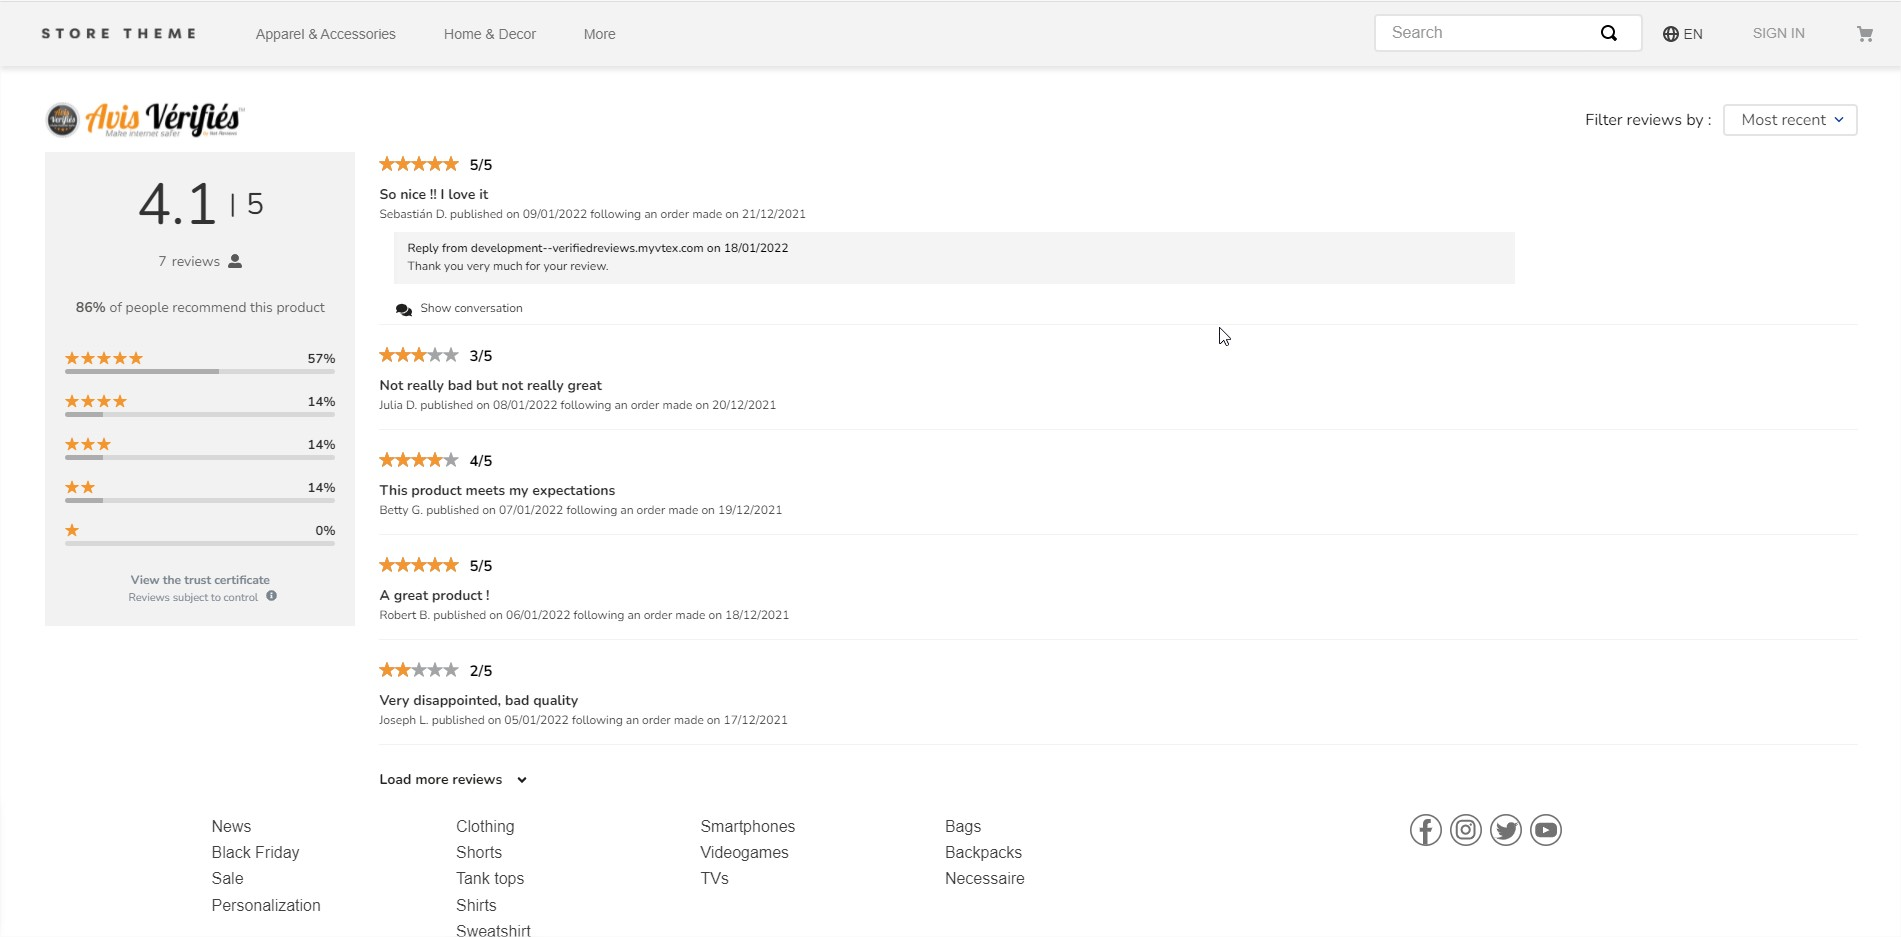 STORE THEME
Apparel & Accessories
Home & Decor
More
Search
EN
SIGN IN
Avis Vérifiés
Make internet safer
Filter reviews by :
Most recent
4.1 | 5
7 reviews
86% of people recommend this product
57%
14%
14%
14%
0%
View the trust certificate
Reviews subject to control
5/5
So nice !! I love it
Sebastián D. published on 09/01/2022 following an order made on 21/12/2021
Reply from development--verifiedreviews.myvtex.com on 18/01/2022
Thank you very much for your review.
Show conversation
3/5
Not really bad but not really great
Julia D. published on 08/01/2022 following an order made on 20/12/2021
4/5
This product meets my expectations
Betty G. published on 07/01/2022 following an order made on 19/12/2021
5/5
A great product !
Robert B. published on 06/01/2022 following an order made on 18/12/2021
2/5
Very disappointed, bad quality
Joseph L. published on 05/01/2022 following an order made on 17/12/2021
Load more reviews
News
Black Friday
Sale
Personalization
Clothing
Shorts
Tank tops
Shirts
Sweatshirt
Smartphones
Videogames
TVs
Bags
Backpacks
Necessaire